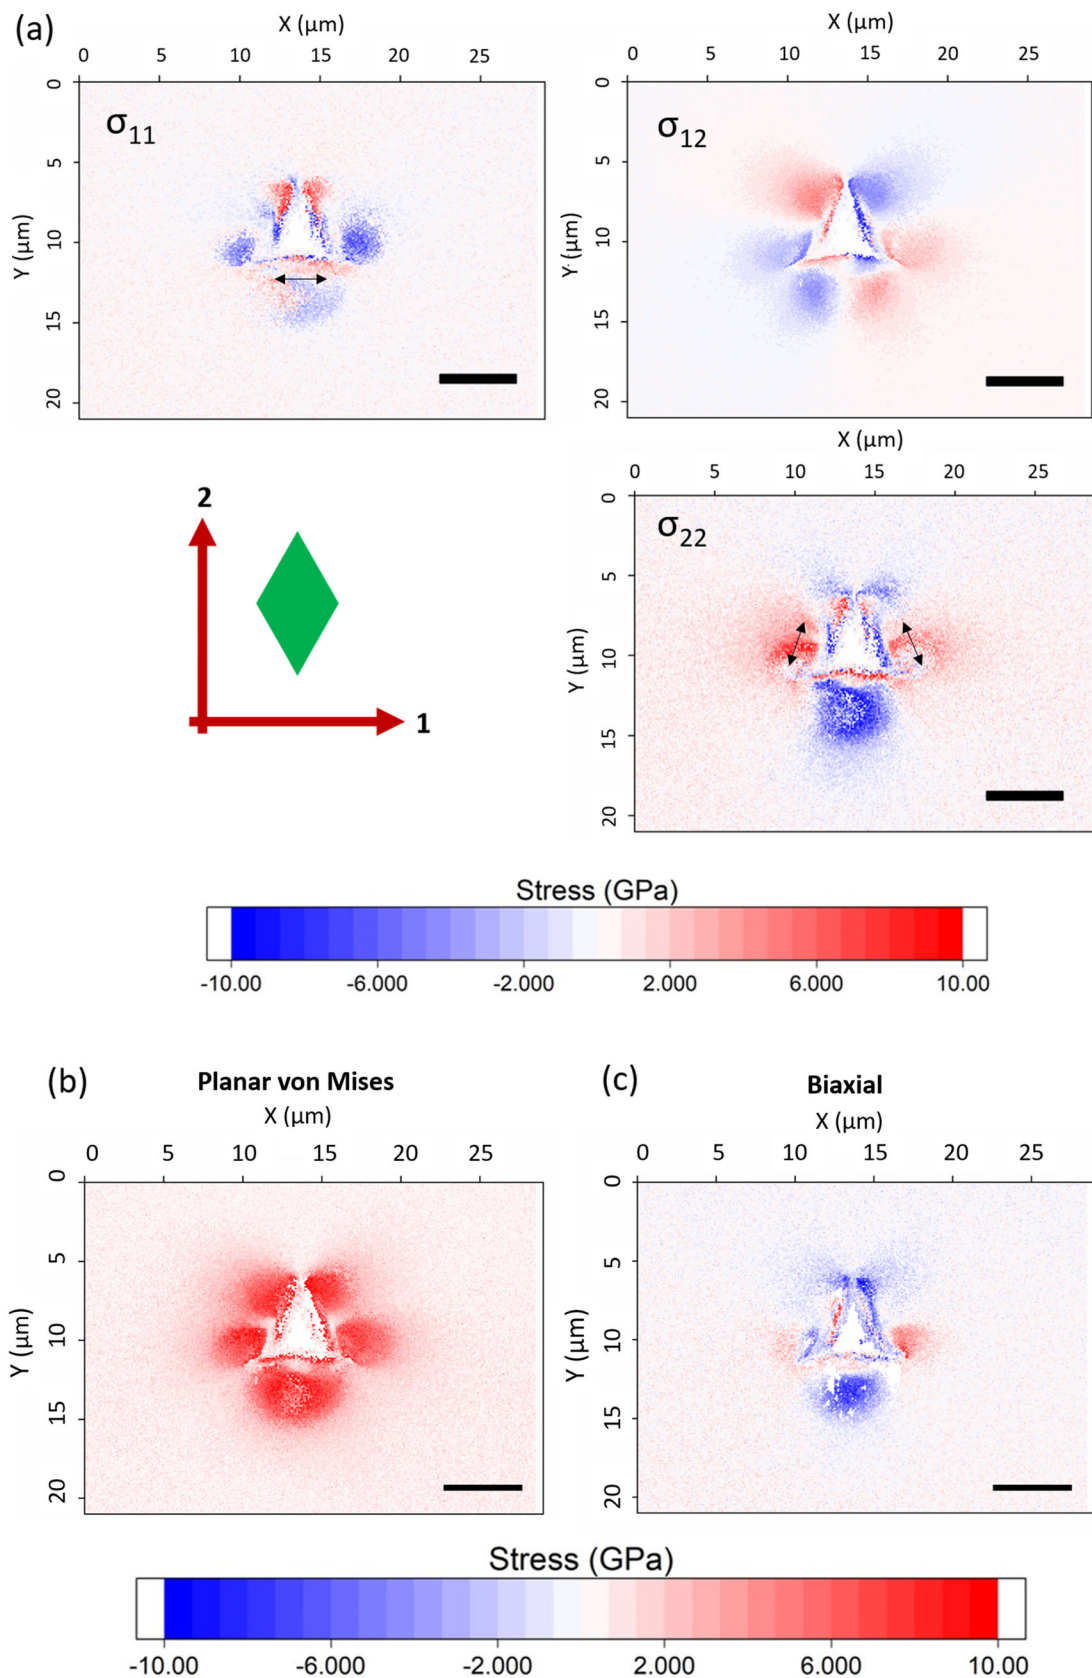 (a)
X (μm)
0 5 10 15 20 25
σ11
Y (μm)
0
5
10
15
20
0 5 10 15 20 25
σ12
Y (μm)
0
5
10
15
20
X (μm)
0 5 10 15 20 25
σ22
Y (μm)
0
5
10
15
20
2
1
Stress (GPa)
-10.00 -6.000 -2.000 2.000 6.000 10.00
(b)
Planar von Mises
X (μm)
0 5 10 15 20 25
Y (μm)
0
5
10
15
20
(c)
Biaxial
X (μm)
0 5 10 15 20 25
Y (μm)
0
5
10
15
20
Stress (GPa)
-10.00 -6.000 -2.000 2.000 6.000 10.00